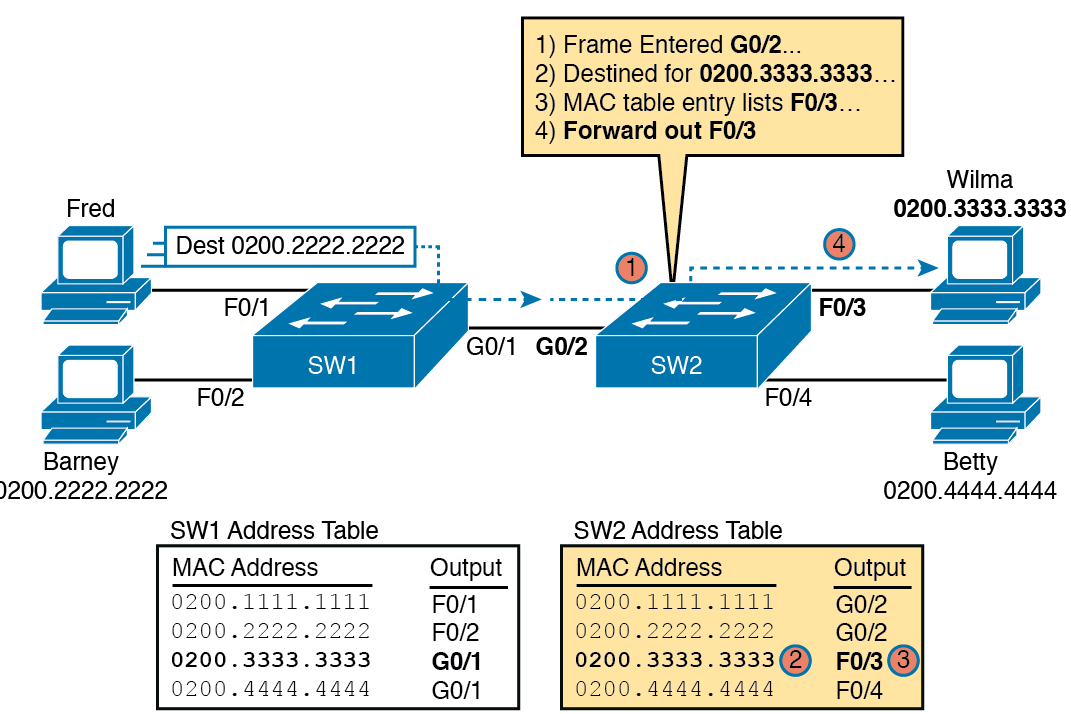 1) Frame Entered G0/2...
2) Destined for 0200.3333.3333...
3) MAC table entry lists F0/3...
4) Forward out F0/3
Wilma
0200.3333.3333
Fred
Dest 0200.2222.2222
1
4
F0/1
F0/3
G0/1
G0/2
SW1
SW2
F0/2
F0/4
Barney
0200.2222.2222
Betty
0200.4444.4444
SW1 Address Table
MAC Address Output
0200.1111.1111 F0/1
0200.2222.2222 F0/2
0200.3333.3333 G0/1
0200.4444.4444 G0/1
SW2 Address Table
MAC Address Output
0200.1111.1111 G0/2
0200.2222.2222 G0/2
0200.3333.3333 2 F0/3 3
0200.4444.4444 F0/4